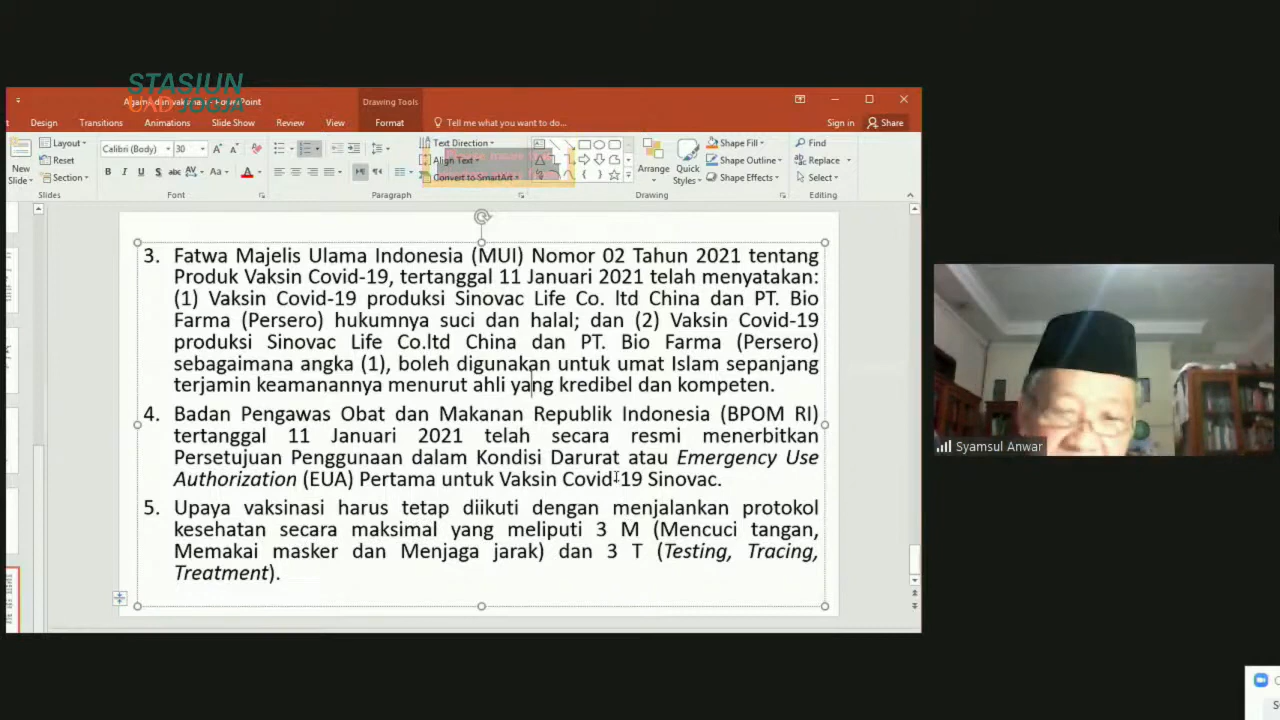 STASIUN
UAD JOGJA
PowerPoint
Drawing Tools
Design
Transitions
Animations
Slide Show
Review
View
Format
Tell me what you want to do...
Sign in
Share
New
Slide
Layout
Reset
Section
Calibri (Body)
30
Font
Text Direction
Align Text
Convert to SmartArt
Paragraph
Arrange
Quick
Styles
Shape Fill
Shape Outline
Shape Effects
Drawing
Find
Replace
Select
Editing
Slides
3. Fatwa Majelis Ulama Indonesia (MUI) Nomor 02 Tahun 2021 tentang
Produk Vaksin Covid-19, tertanggal 11 Januari 2021 telah menyatakan:
(1) Vaksin Covid-19 produksi Sinovac Life Co. ltd China dan PT. Bio
Farma (Persero) hukumnya suci dan halal; dan (2) Vaksin Covid-19
produksi Sinovac Life Co.ltd China dan PT. Bio Farma (Persero)
sebagaimana angka (1), boleh digunakan untuk umat Islam sepanjang
terjamin keamanannya menurut ahli yang kredibel dan kompeten.
4. Badan Pengawas Obat dan Makanan Republik Indonesia (BPOM RI)
tertanggal 11 Januari 2021 telah secara resmi menerbitkan
Persetujuan Penggunaan dalam Kondisi Darurat atau Emergency Use
Authorization (EUA) Pertama untuk Vaksin Covid-19 Sinovac.
5. Upaya vaksinasi harus tetap diikuti dengan menjalankan protokol
kesehatan secara maksimal yang meliputi 3 M (Mencuci tangan,
Memakai masker dan Menjaga jarak) dan 3 T (Testing, Tracing,
Treatment).
Syamsul Anwar